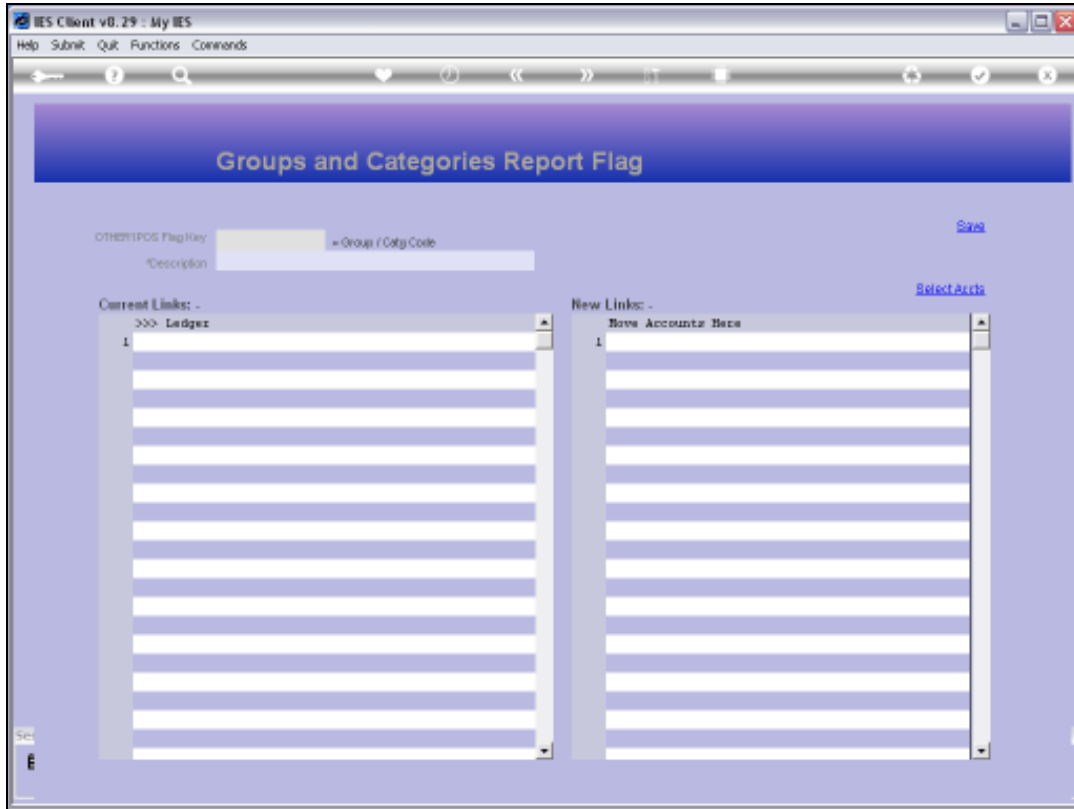 IES Client v8.29 : My IES
Help Submit Quit Functions Commands
Groups and Categories Report Flag
Save
OTHER1POS Flag Key = Group / Catg Code
*Description
Select Accts
Current Links: - New Links: -
>>> Ledger Move Accounts Here
1 1